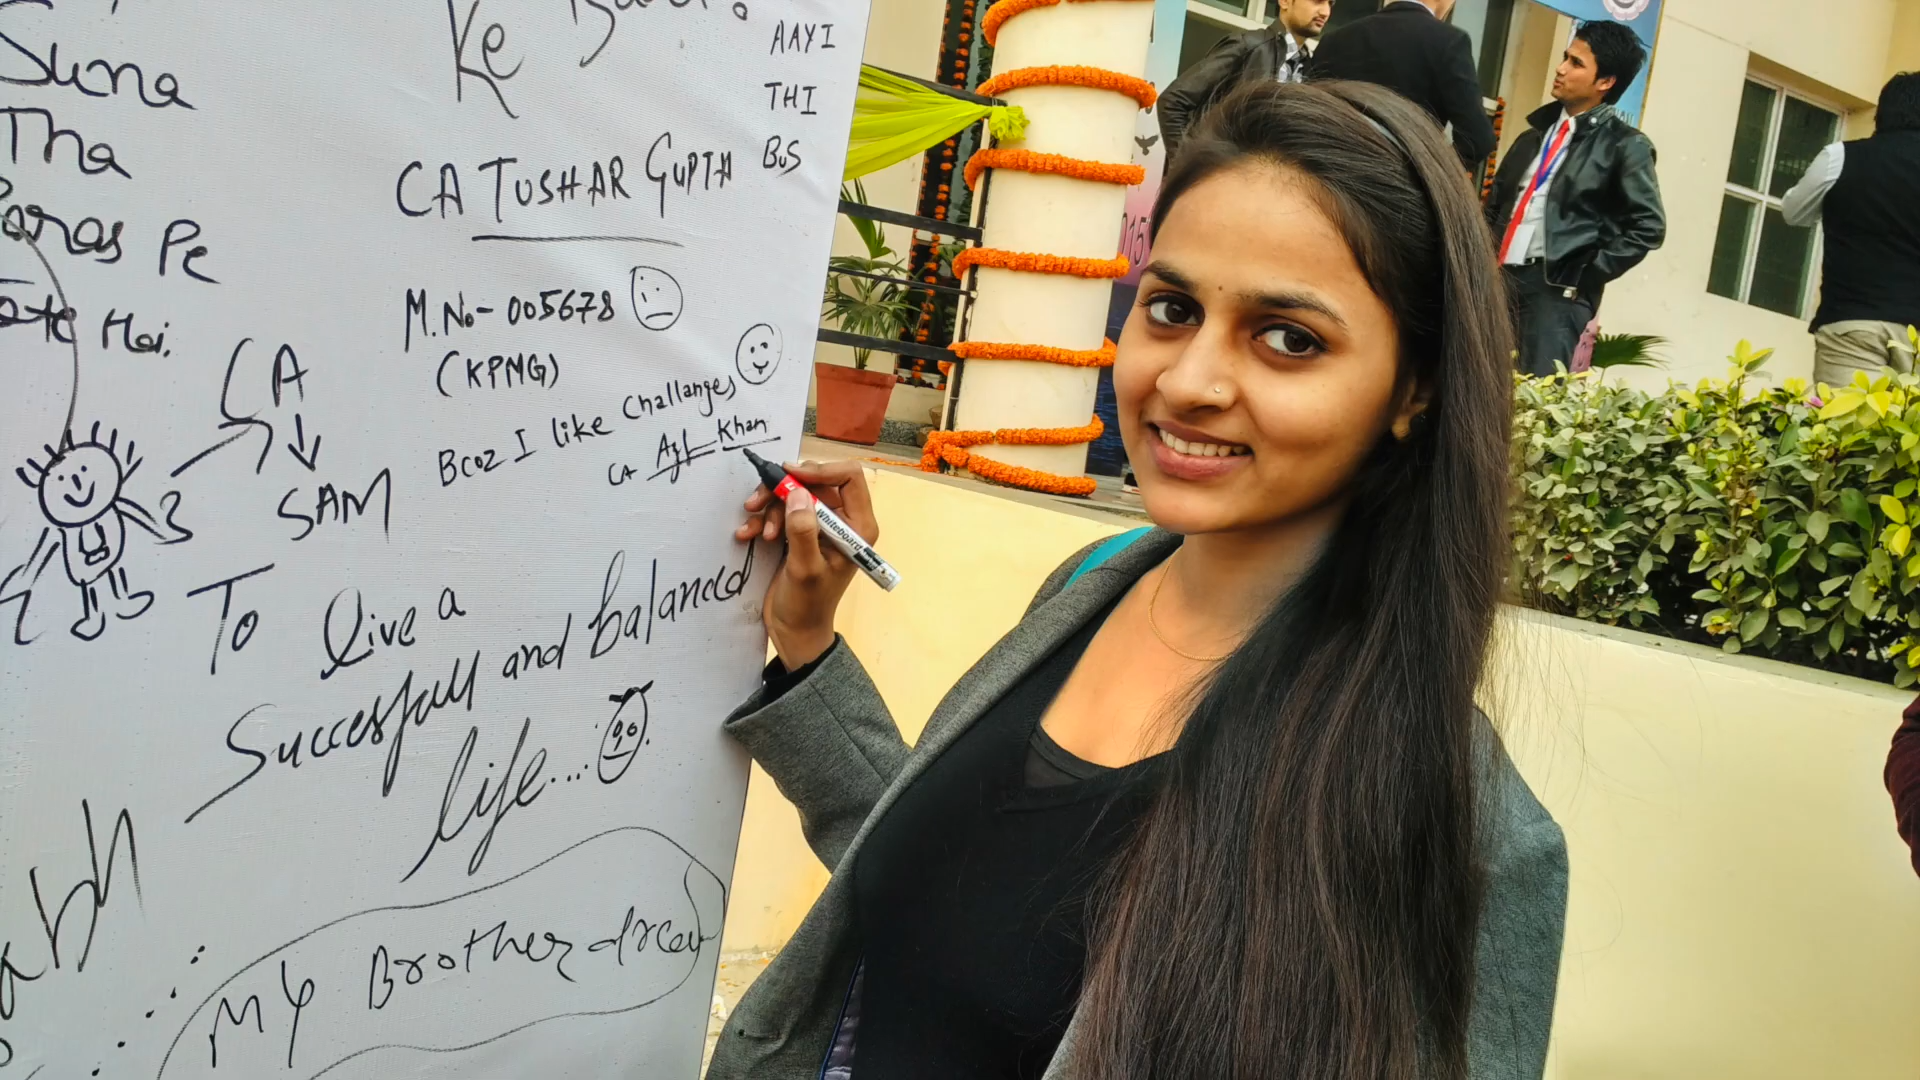 Suna
Tha
Paras Pe
Hai.
Ke
AAYI
THI
BUS
CA TUSHAR GUPTA
M.No- 005678
(KPMG)
Bcoz I like challanges
CA Khan
CA
SAM
To live a
Succesfull and balanced
life....
My Brother
Whiteboard